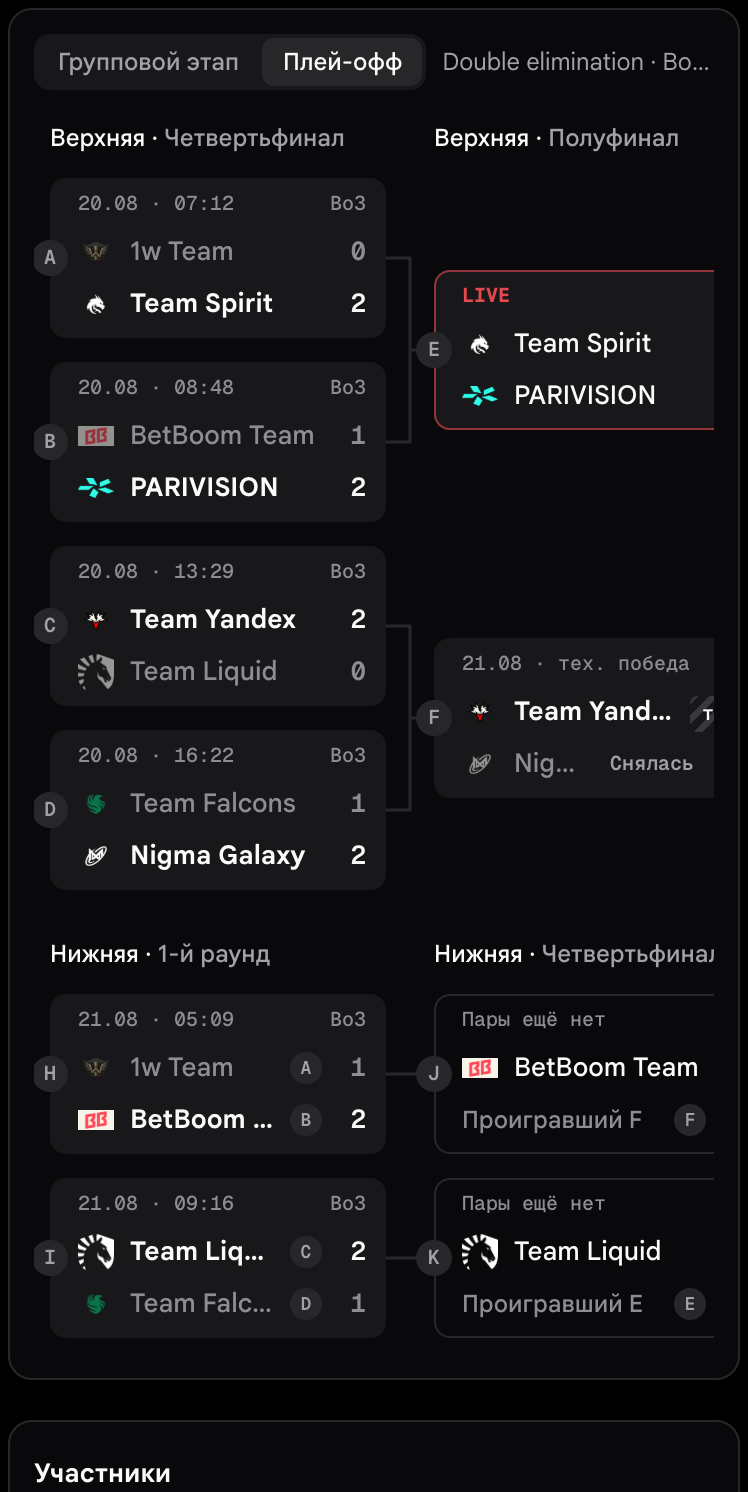 Групповой этап Плей-офф Double elimination · Bo...
Верхняя · Четвертьфинал
20.08 · 07:12 Bo3
A
1w Team 0
Team Spirit 2
20.08 · 08:48 Bo3
B
BetBoom Team 1
PARIVISION 2
20.08 · 13:29 Bo3
C
Team Yandex 2
Team Liquid 0
20.08 · 16:22 Bo3
D
Team Falcons 1
Nigma Galaxy 2
Верхняя · Полуфинал
LIVE
E
Team Spirit
PARIVISION
21.08 · тех. победа
F
Team Yand... т
Nig... Снялась
Нижняя · 1-й раунд
21.08 · 05:09 Bo3
H
1w Team A 1
BetBoom ... B 2
21.08 · 09:16 Bo3
I
Team Liq... C 2
Team Falc... D 1
Нижняя · Четвертьфинал
Пары ещё нет
J
BetBoom Team
Проигравший F F
Пары ещё нет
K
Team Liquid
Проигравший E E
Участники